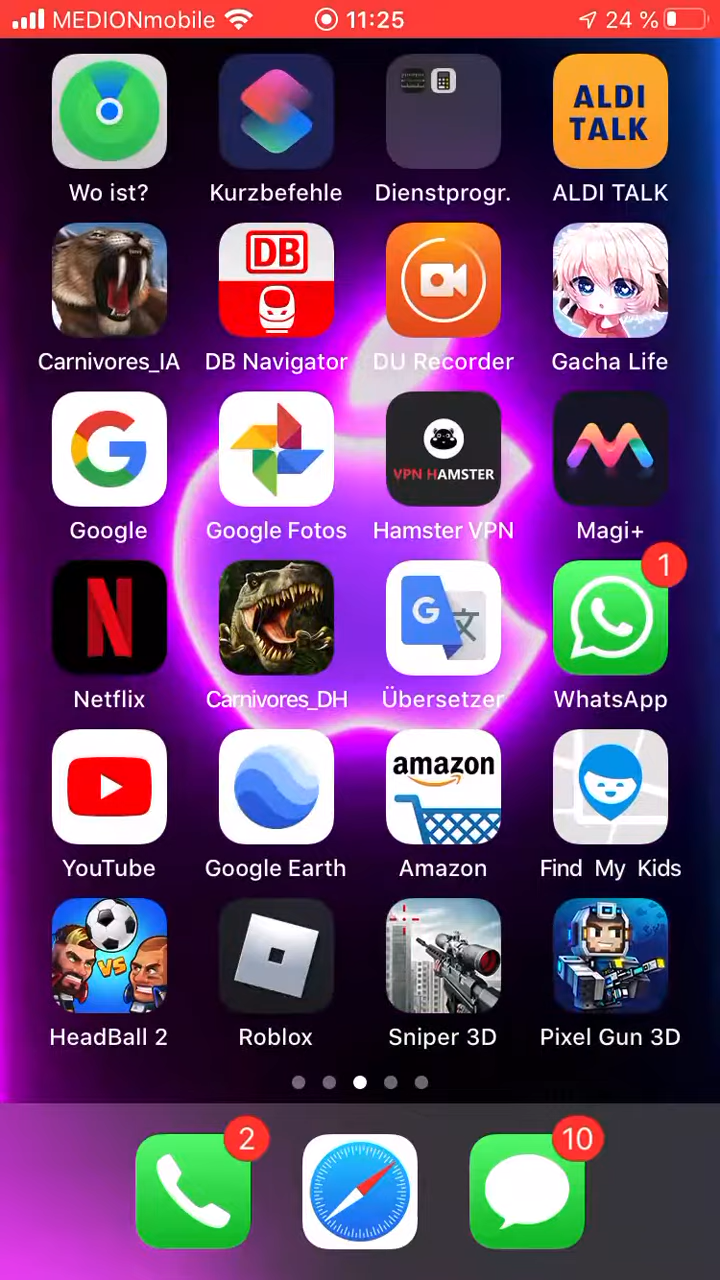 MEDIONmobile 11:25 24 %
ALDI
TALK
Wo ist? Kurzbefehle Dienstprogr. ALDI TALK
DB
Carnivores_IA DB Navigator DU Recorder Gacha Life
G
VPN HAMSTER
Google Google Fotos Hamster VPN Magi+
1
N
G 文
Netflix Carnivores_DH Übersetzer WhatsApp
amazon
YouTube Google Earth Amazon Find My Kids
VS
HeadBall 2 Roblox Sniper 3D Pixel Gun 3D
2 10